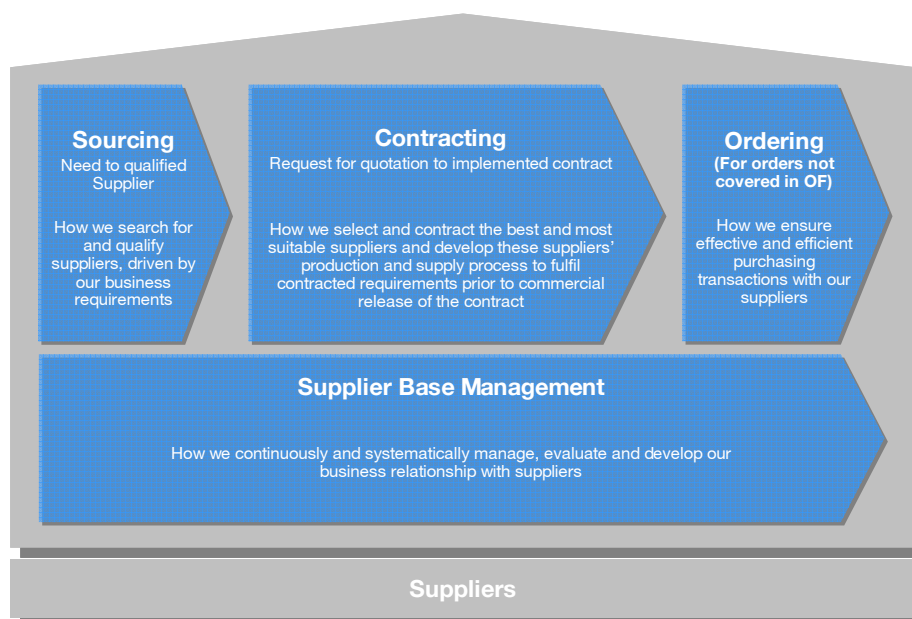 Sourcing
Need to qualified
Supplier
How we search for
and qualify
suppliers, driven by
our business
requirements
Contracting
Request for quotation to implemented contract
How we select and contract the best and most
suitable suppliers and develop these suppliers'
production and supply process to fulfil
contracted requirements prior to commercial
release of the contract
Ordering
(For orders not
covered in OF)
How we ensure
effective and efficient
purchasing
transactions with our
suppliers
Supplier Base Management
How we continuously and systematically manage, evaluate and develop our
business relationship with suppliers
Suppliers